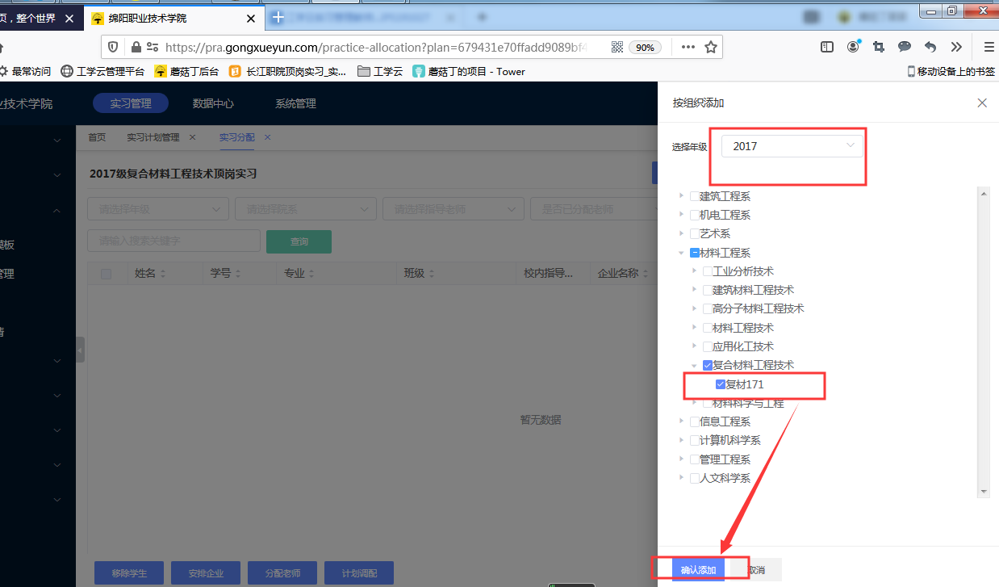 页，整个世界
绵阳职业技术学院
https://pra.gongxueyun.com/practice-allocation?plan=679431e70ffadd9089bf4
90%
最常访问
工学云管理平台
蘑菇丁后台
长江职院顶岗实习_实...
工学云
蘑菇丁的项目 - Tower
移动设备上的书签
业技术学院
实习管理
数据中心
系统管理
首页
实习计划管理
实习分配
2017级复合材料工程技术顶岗实习
请选择年级
请选择院系
请选择指导老师
是否已分配老师
请输入搜索关键字
查询
姓名
学号
专业
班级
校内指导...
企业名称
模板
管理
情
暂无数据
移除学生
安排企业
分配老师
计划调配
按组织添加
选择年级
2017
建筑工程系
机电工程系
艺术系
材料工程系
工业分析技术
建筑材料工程技术
高分子材料工程技术
材料工程技术
应用化工技术
复合材料工程技术
复材171
材料科学与工程
信息工程系
计算机科学系
管理工程系
人文科学系
确认添加
取消